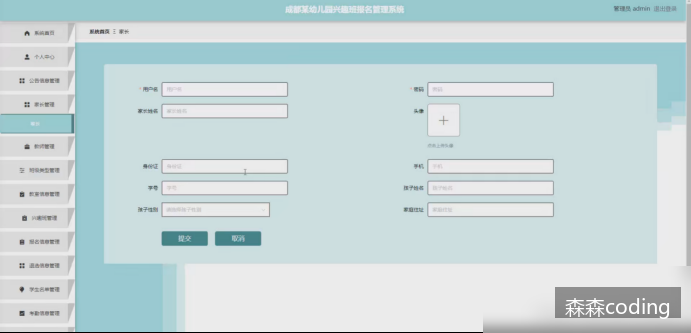 成都某幼儿园兴趣班报名管理系统
管理员 admin 退出登录
系统首页
系统首页 家长
个人中心
公告信息管理
家长管理
家长
教师管理
班级类型管理
教室信息管理
兴趣班管理
报名信息管理
退选信息管理
学生名单管理
考勤信息管理
* 用户名 用户名
* 密码 密码
家长姓名 家长姓名
头像
点击上传头像
身份证 身份证
手机 手机
学号 学号
孩子姓名 孩子姓名
孩子性别 请选择孩子性别
家庭住址 家庭住址
提交 取消
森森coding